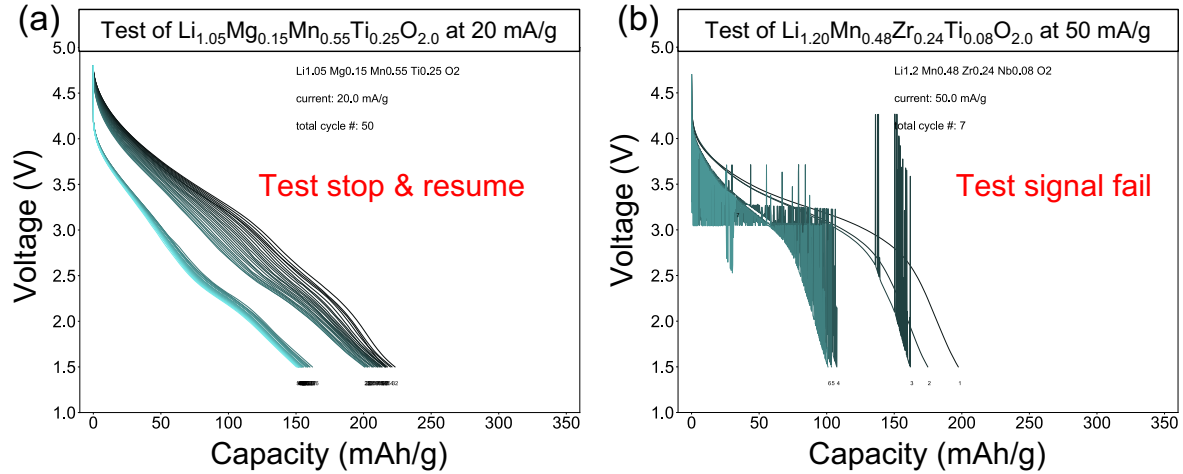 (a)
Test of Li1.05Mg0.15Mn0.55Ti0.25O2.0 at 20 mA/g
Li1.05 Mg0.15 Mn0.55 Ti0.25 O2
current: 20.0 mA/g
total cycle #: 50
Test stop & resume
Voltage (V)
5.0
4.5
4.0
3.5
3.0
2.5
2.0
1.5
1.0
0 50 100 150 200 250 300 350
Capacity (mAh/g)
(b)
Test of Li1.20Mn0.48Zr0.24Ti0.08O2.0 at 50 mA/g
Li1.2 Mn0.48 Zr0.24 Nb0.08 O2
current: 50.0 mA/g
total cycle #: 7
Test signal fail
Voltage (V)
5.0
4.5
4.0
3.5
3.0
2.5
2.0
1.5
1.0
7
65 4 3 2 1
0 50 100 150 200 250 300 350
Capacity (mAh/g)